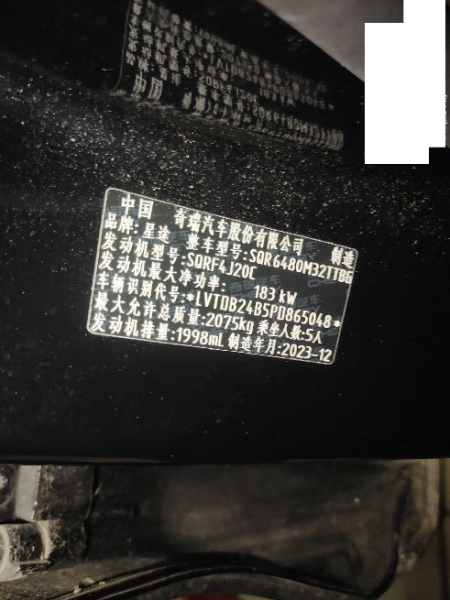 中国 奇瑞汽车股份有限公司 制造
品牌:星途 整车型号:SQR6480M32TTBG
发动机型号:SQRF4J20C
发动机最大净功率: 183 kW
车辆识别代号:*LVTDB24B5PD865048*
最大允许总质量:2075kg 乘坐人数:5人
发动机排量:1998mL 制造年月:2023-12